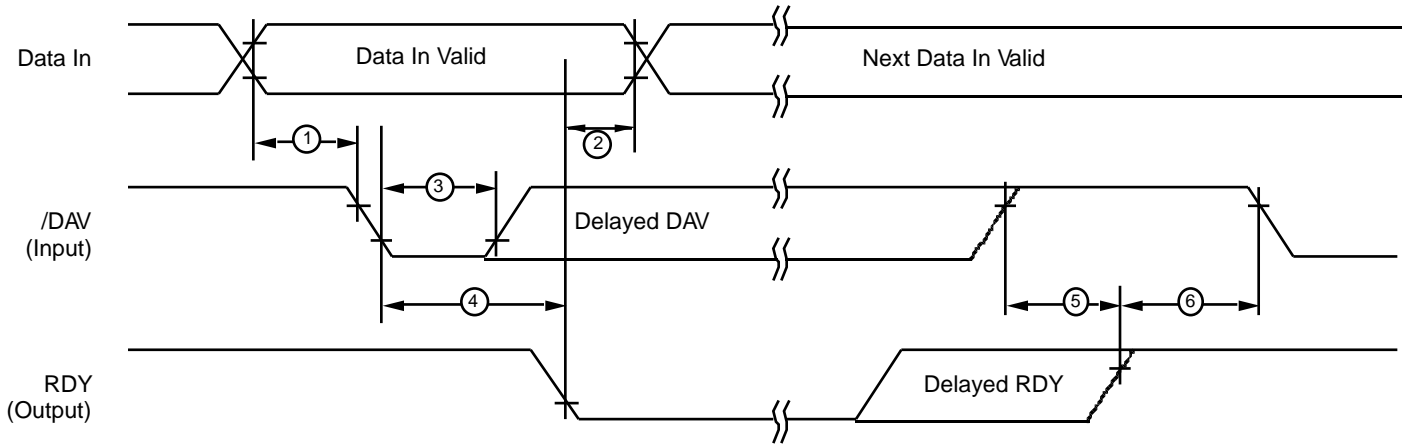 Data In
Data In Valid
Next Data In Valid
1
2
3
/DAV
(Input)
Delayed DAV
4
5
6
RDY
(Output)
Delayed RDY